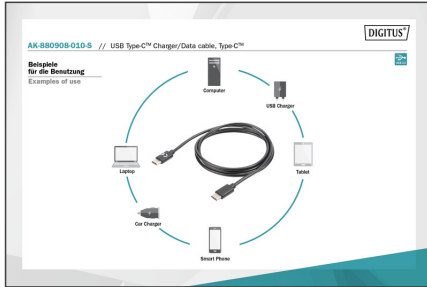 DIGITUS®
AK-880908-010-S // USB Type-C™ Charger/Data cable, Type-C™
Beispiele
für die Benutzung
Examples of use
Computer
USB Charger
Laptop
Tablet
Car Charger
Smart Phone